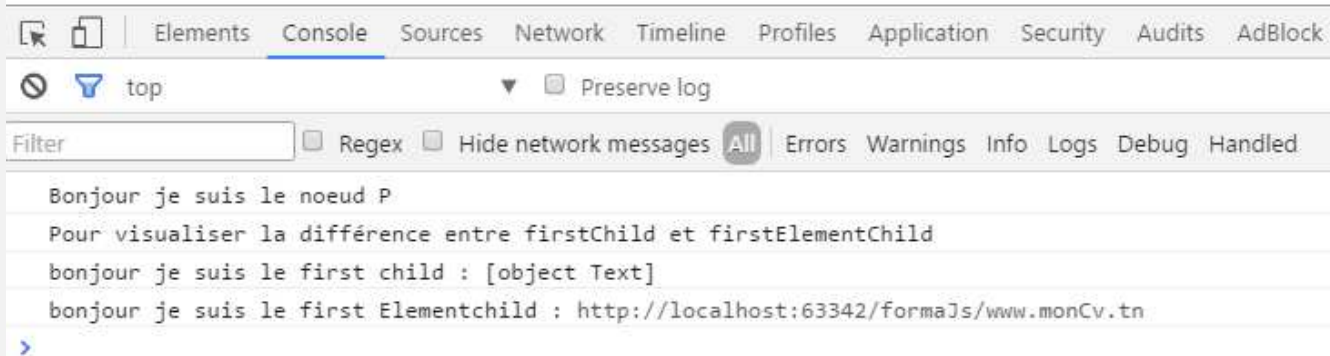 Elements Console Sources Network Timeline Profiles Application Security Audits AdBlock
top ▼ Preserve log
Filter Regex Hide network messages All Errors Warnings Info Logs Debug Handled
Bonjour je suis le noeud P
Pour visualiser la différence entre firstChild et firstElementChild
bonjour je suis le first child : [object Text]
bonjour je suis le first Elementchild : http://localhost:63342/formaJs/www.monCv.tn
>